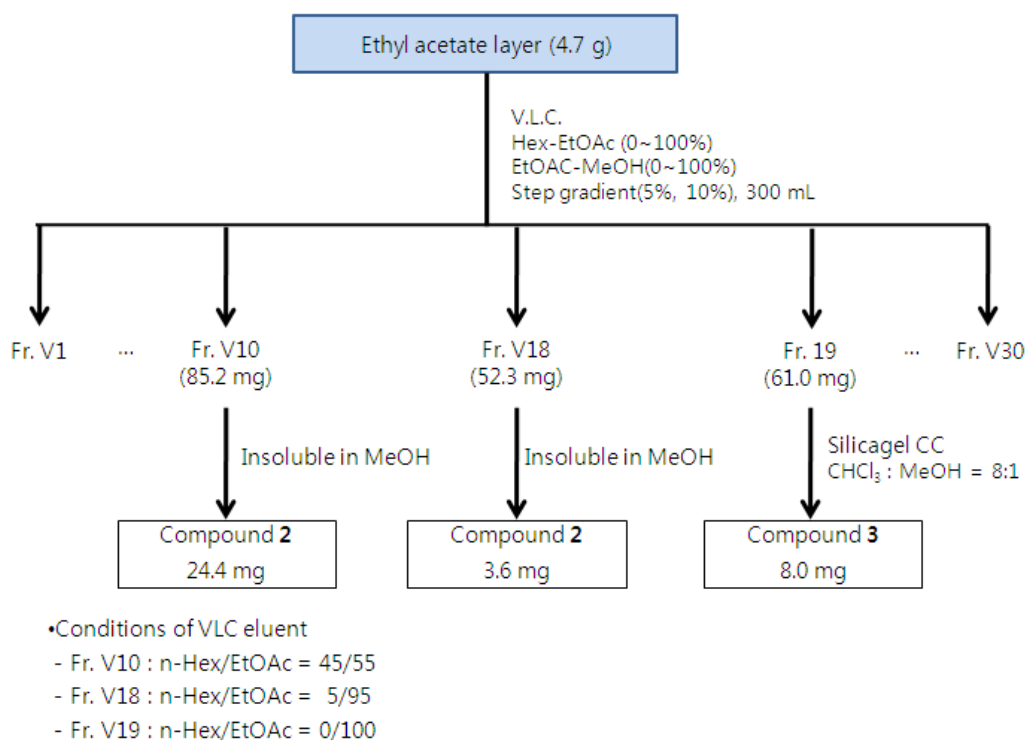 Ethyl acetate layer (4.7 g)
V.L.C.
Hex-EtOAc (0~100%)
EtOAC-MeOH(0~100%)
Step gradient(5%, 10%), 300 mL
Fr. V1 ... Fr. V10 Fr. V18 Fr. 19 ... Fr. V30
(85.2 mg) (52.3 mg) (61.0 mg)
Insoluble in MeOH Insoluble in MeOH Silicagel CC
CHCl₃ : MeOH = 8:1
Compound 2 Compound 2 Compound 3
24.4 mg 3.6 mg 8.0 mg
•Conditions of VLC eluent
- Fr. V10 : n-Hex/EtOAc = 45/55
- Fr. V18 : n-Hex/EtOAc = 5/95
- Fr. V19 : n-Hex/EtOAc = 0/100